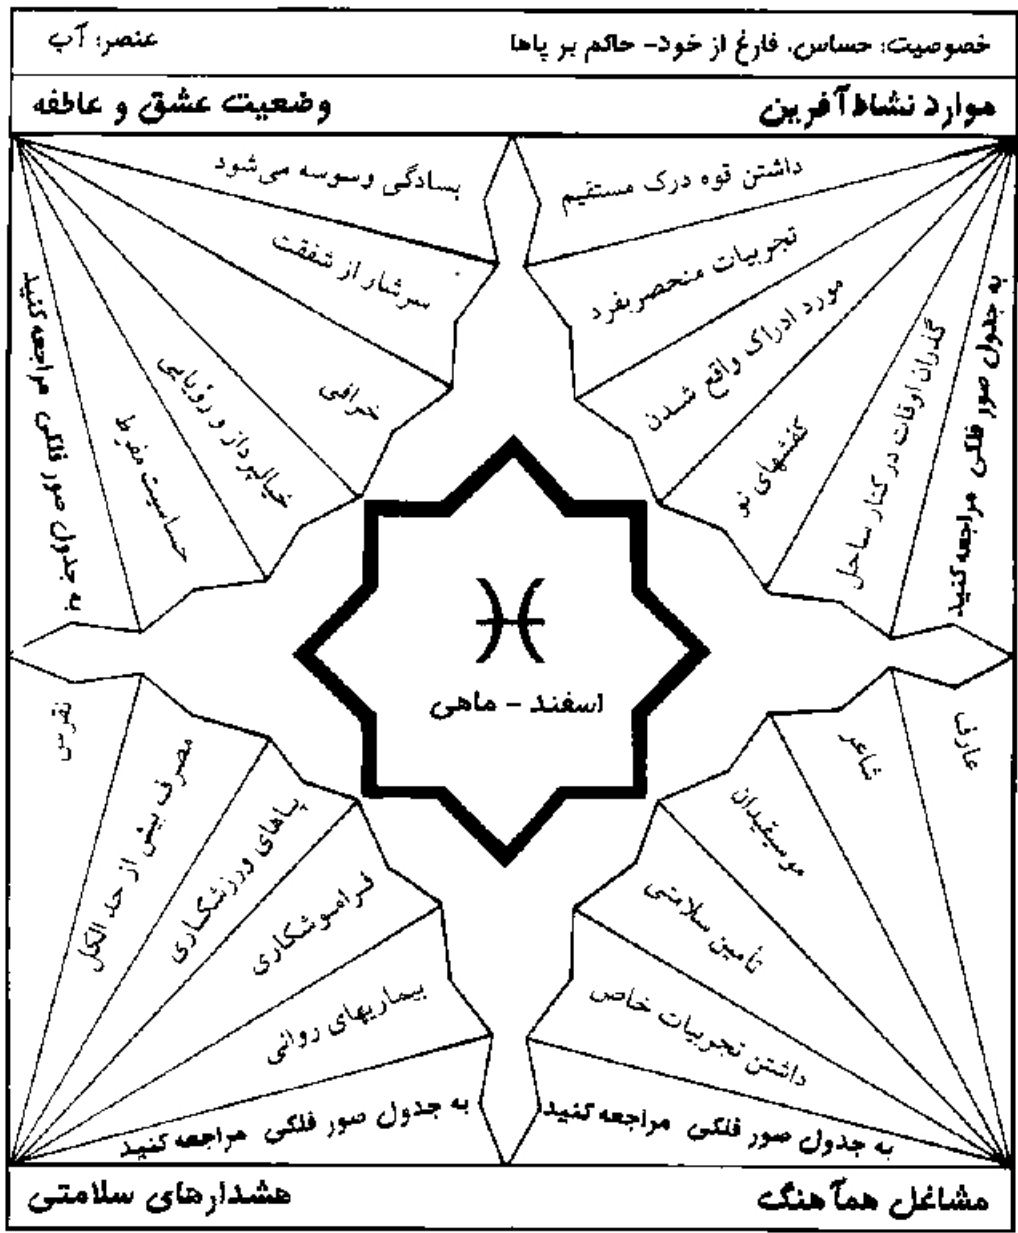 خصوصیت: حساس، فارغ از خود- حاکم بر پاها
عنصر: آب
موارد نشاط‌آفرین
وضعیت عشق و عاطفه
داشتن قوه درک مستقیم
تجربیات منحصربفرد
مورد ادراک واقع شدن
کفشهای نو
گذران اوقات در کنار ساحل
به جدول صور فلکی مراجعه کنید
بسادگی وسوسه می‌شود
سرشار از شفقت
خرافی
خیالپرداز و رؤیایی
حساسیت مفرط
به جدول صور فلکی مراجعه کنید
اسفند - ماهی
عارف
شاعر
موسیقیدان
تأمین سلامتی
داشتن تجربیات خاص
به جدول صور فلکی مراجعه کنید
نقرس
مصرف بیش از حد الکل
پاهای ورزشکاری
فراموشکاری
بیماریهای روانی
به جدول صور فلکی مراجعه کنید
مشاغل همآهنگ
هشدارهای سلامتی